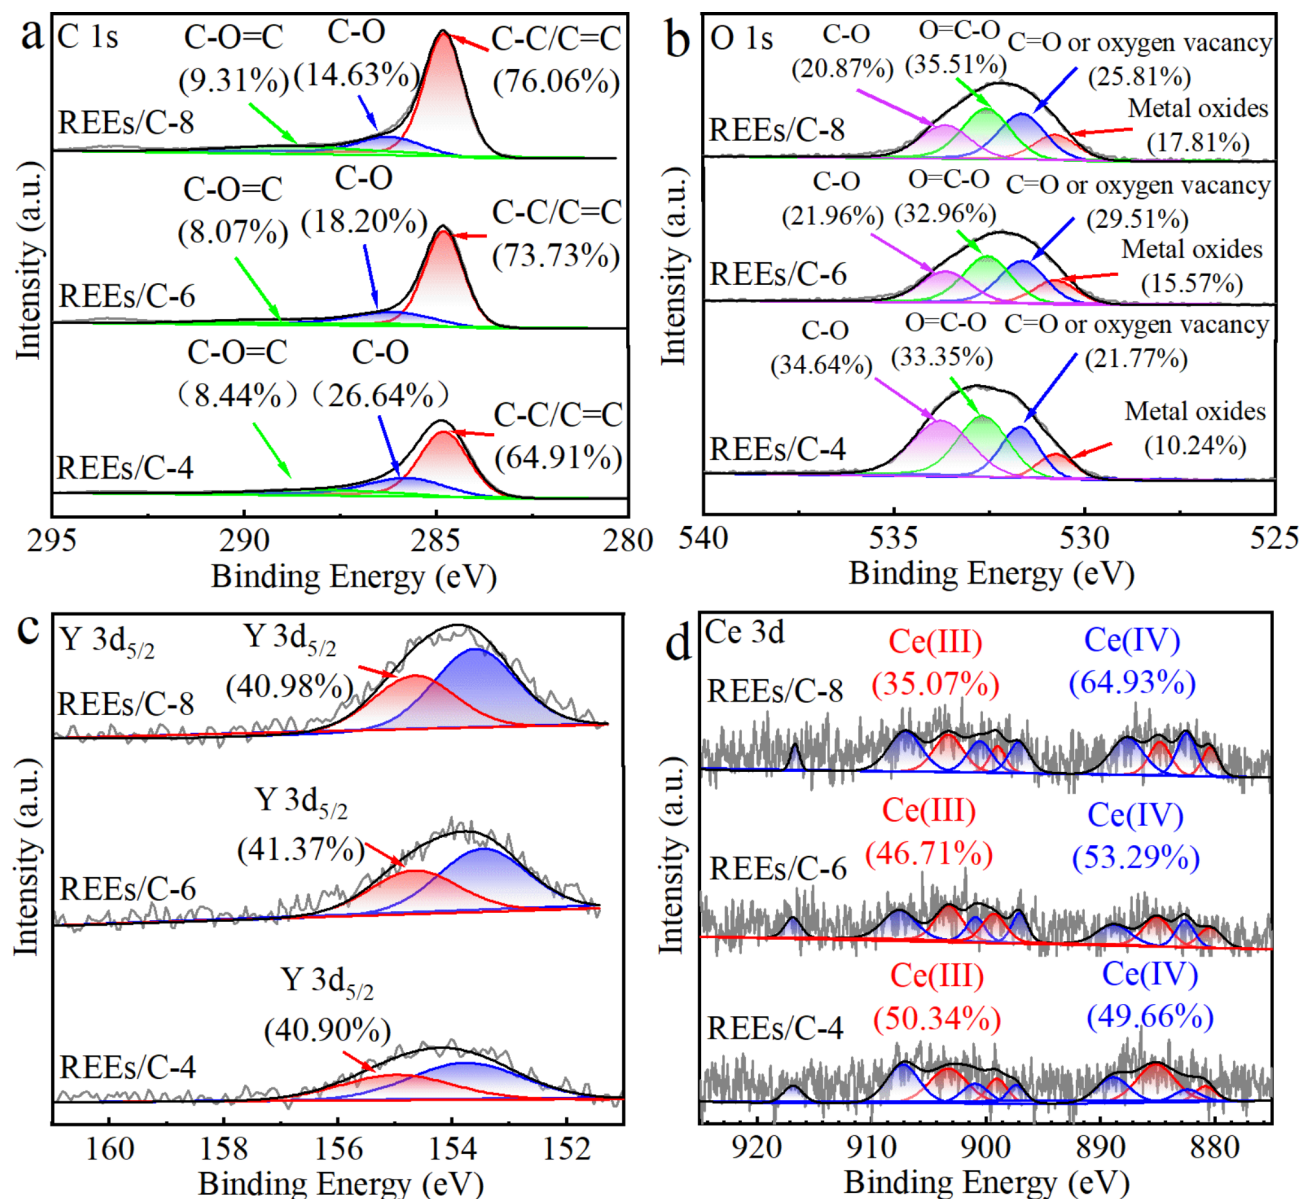 a
C 1s
C-O=C
(9.31%)
C-O
(14.63%)
C-C/C=C
(76.06%)
REEs/C-8
C-O=C
(8.07%)
C-O
(18.20%)
C-C/C=C
(73.73%)
REEs/C-6
C-O=C
(8.44%)
C-O
(26.64%)
C-C/C=C
(64.91%)
REEs/C-4
Intensity (a.u.)
295 290 285 280
Binding Energy (eV)
b
O 1s
C-O
(20.87%)
O=C-O
(35.51%)
C=O or oxygen vacancy
(25.81%)
Metal oxides
(17.81%)
REEs/C-8
C-O
(21.96%)
O=C-O
(32.96%)
C=O or oxygen vacancy
(29.51%)
Metal oxides
(15.57%)
REEs/C-6
C-O
(34.64%)
O=C-O
(33.35%)
C=O or oxygen vacancy
(21.77%)
Metal oxides
(10.24%)
REEs/C-4
Intensity (a.u.)
540 535 530 525
Binding Energy (eV)
c
Y 3d5/2
Y 3d5/2
(40.98%)
REEs/C-8
Y 3d5/2
(41.37%)
REEs/C-6
Y 3d5/2
(40.90%)
REEs/C-4
Intensity (a.u.)
160 158 156 154 152
Binding Energy (eV)
d
Ce 3d
Ce(III)
(35.07%)
Ce(IV)
(64.93%)
REEs/C-8
Ce(III)
(46.71%)
Ce(IV)
(53.29%)
REEs/C-6
Ce(III)
(50.34%)
Ce(IV)
(49.66%)
REEs/C-4
Intensity (a.u.)
920 910 900 890 880
Binding Energy (eV)